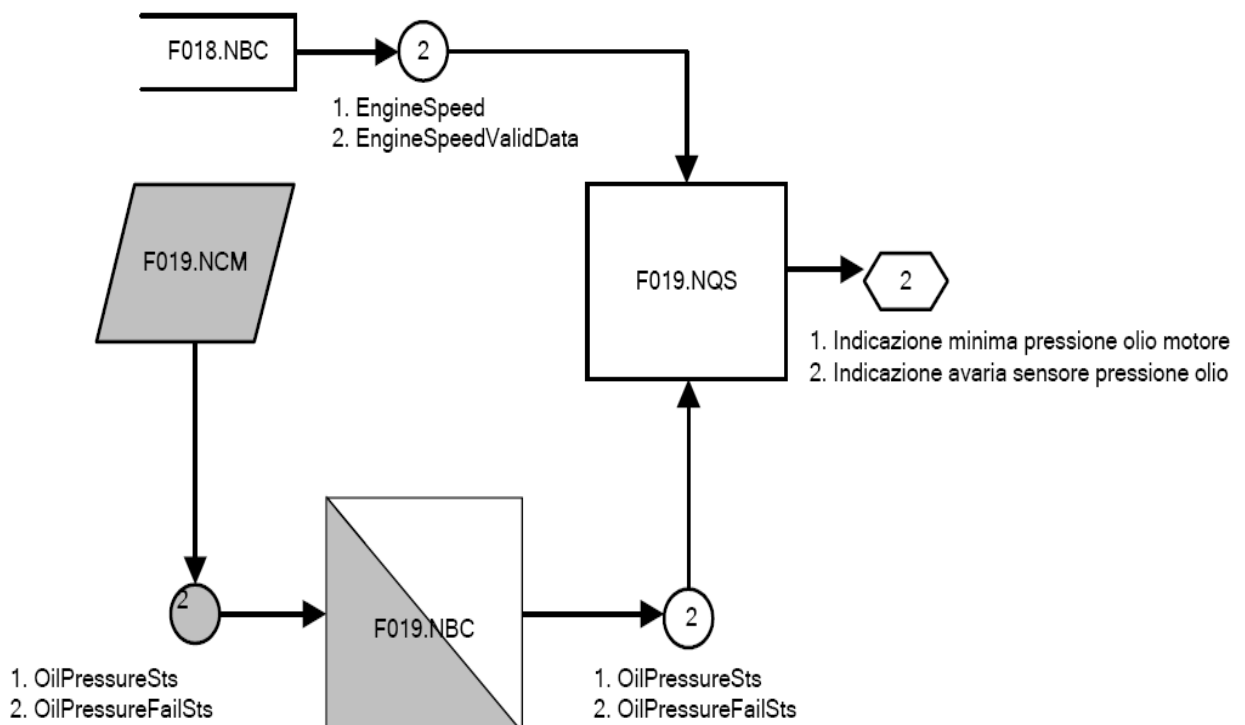 F018.NBC
2
1. EngineSpeed
2. EngineSpeedValidData
F019.NCM
F019.NQS
2
1. Indicazione minima pressione olio motore
2. Indicazione avaria sensore pressione olio
2
F019.NBC
2
1. OilPressureSts
2. OilPressureFailSts
1. OilPressureSts
2. OilPressureFailSts